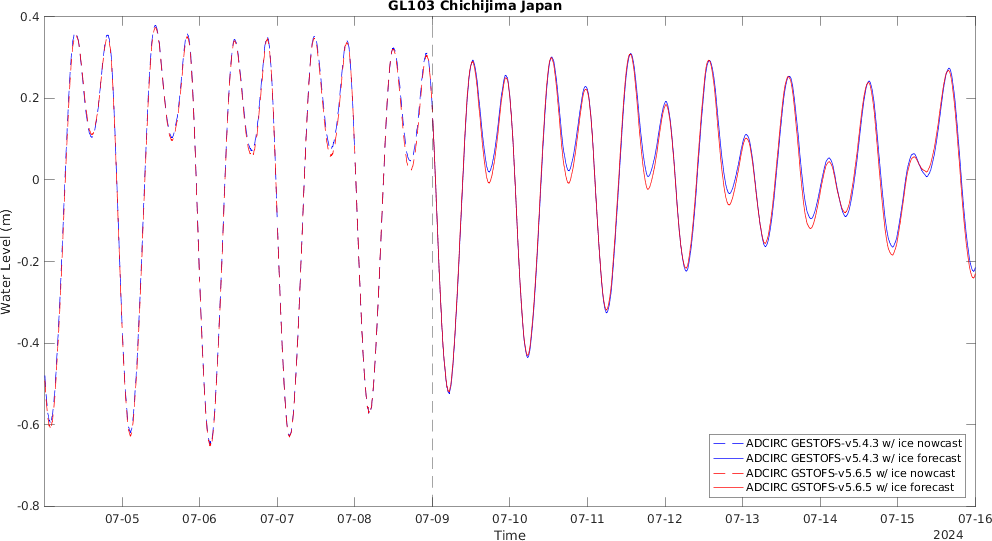 GL103 Chichijima Japan
0.4
0.2
0
-0.2
-0.4
-0.6
-0.8
Water Level (m)
07-05 07-06 07-07 07-08 07-09 07-10 07-11 07-12 07-13 07-14 07-15 07-16
Time
2024
ADCIRC GESTOFS-v5.4.3 w/ ice nowcast
ADCIRC GESTOFS-v5.4.3 w/ ice forecast
ADCIRC GSTOFS-v5.6.5 w/ ice nowcast
ADCIRC GSTOFS-v5.6.5 w/ ice forecast